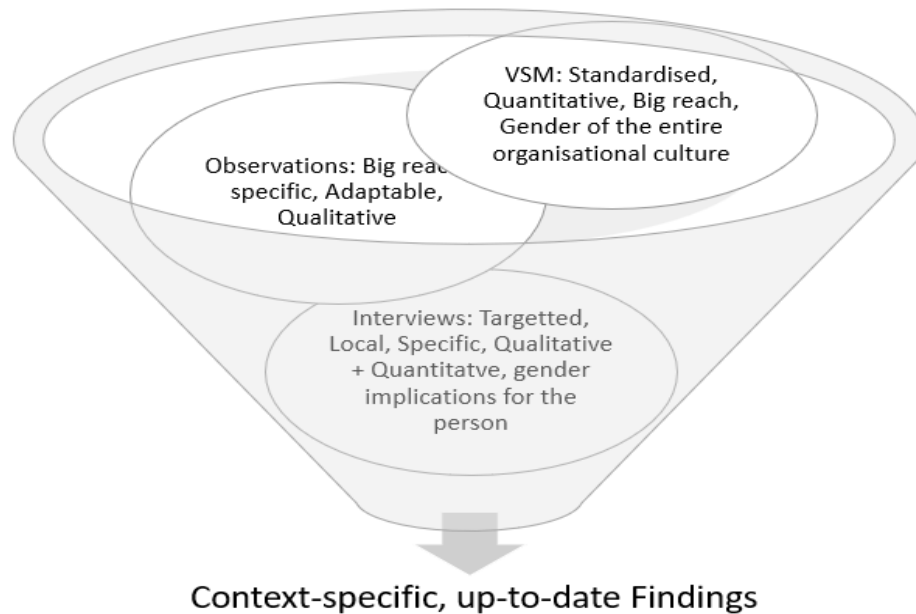 VSM: Standardised,
Quantitative, Big reach,
Gender of the entire
organisational culture
Observations: Big reac
specific, Adaptable,
Qualitative
Interviews: Targetted,
Local, Specific, Qualitative
+ Quantitatve, gender
implications for the
person
Context-specific, up-to-date Findings